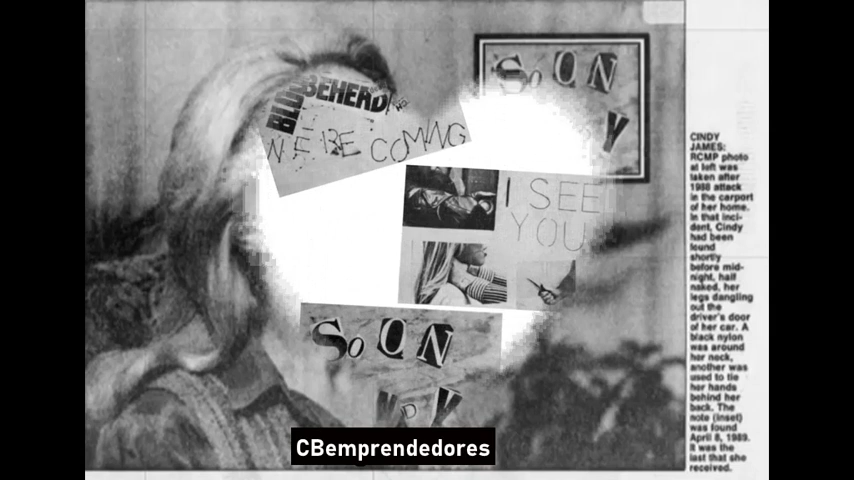 BEHEAD
WE'RE COMING
SOON
I SEE
YOU
SOON
CBemprendedores
CINDY
JAMES:
RCMP photo
at left was
taken after
1988 attack
in the carport
of her home.
In that inci-
dent, Cindy
had been
found
shortly
before mid-
night, half
naked, her
legs dangling
out the
driver's door
of her car. A
black nylon
was around
her neck,
another was
used to tie
her hands
behind her
back. The
note (inset)
was found
April 8, 1989.
It was the
last that she
received.